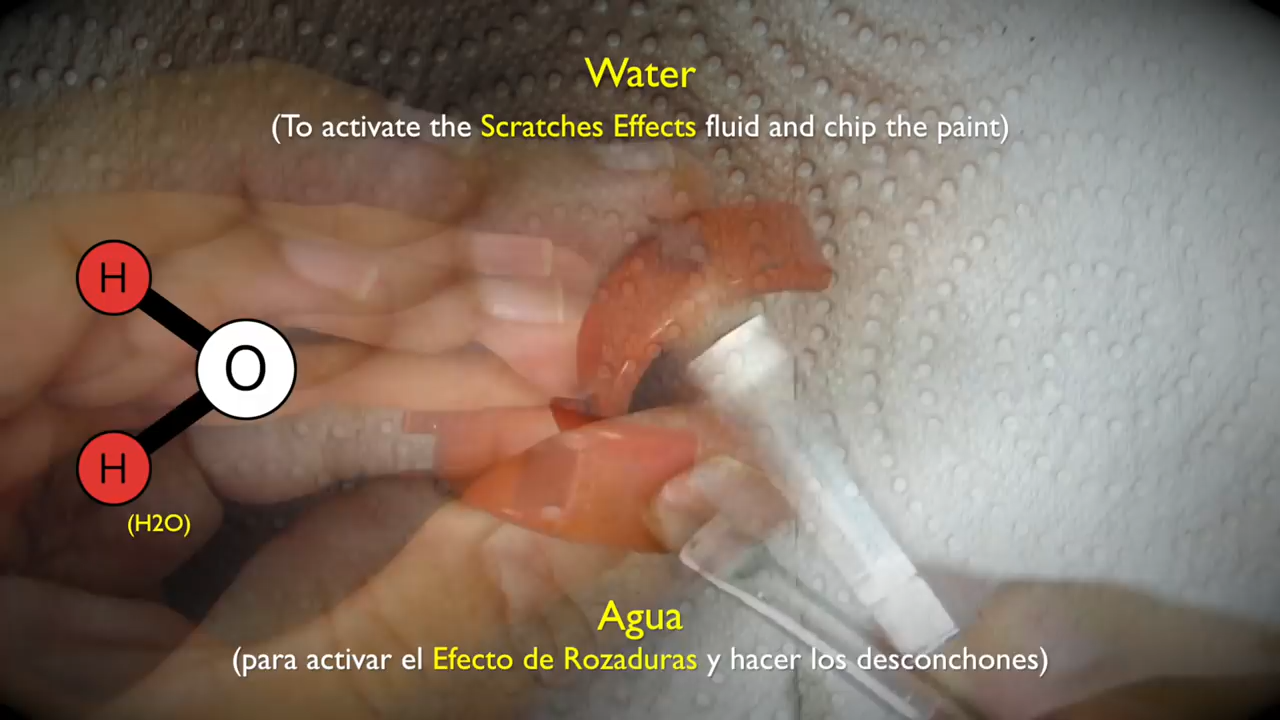 Water
(To activate the Scratches Effects fluid and chip the paint)
H
O
H
(H2O)
Agua
(para activar el Efecto de Rozaduras y hacer los desconchones)